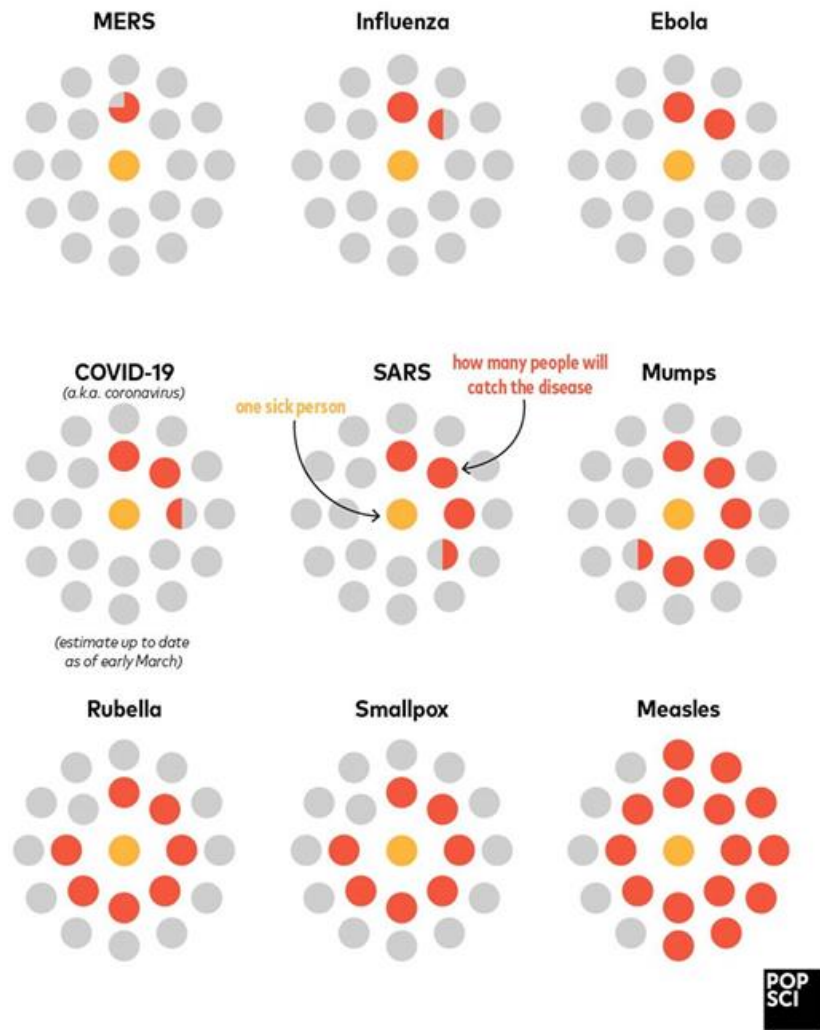 MERS
Influenza
Ebola
COVID-19
(a.k.a. coronavirus)
SARS
how many people will
catch the disease
Mumps
one sick person
(estimate up to date
as of early March)
Rubella
Smallpox
Measles
POP
SCI